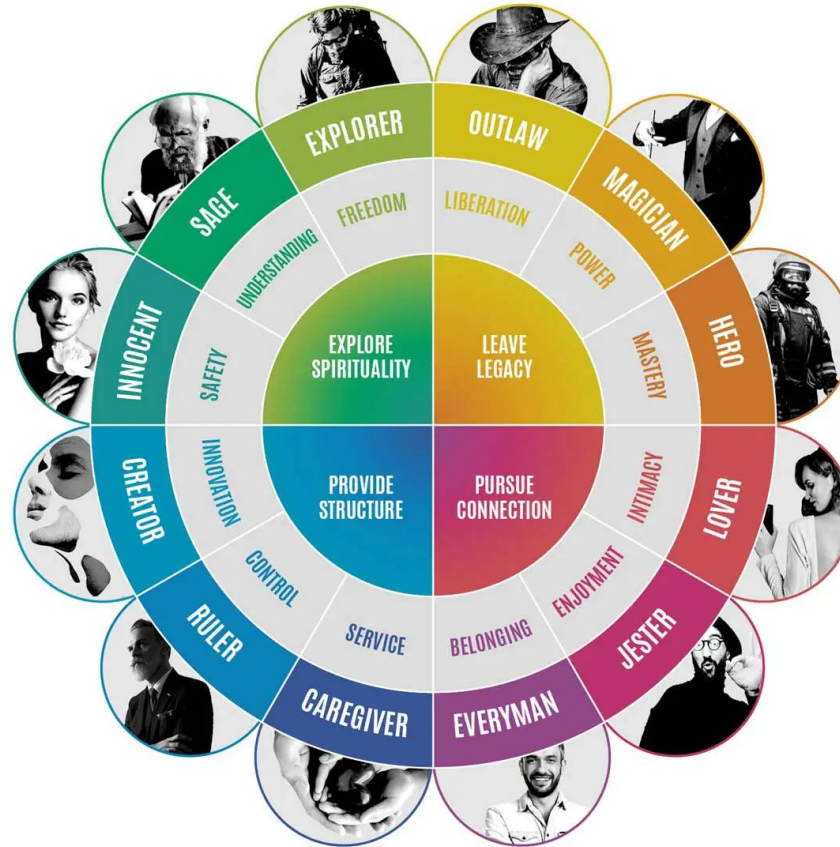 EXPLORER
OUTLAW
MAGICIAN
HERO
LOVER
JESTER
EVERYMAN
CAREGIVER
RULER
CREATOR
INNOCENT
SAGE
FREEDOM
LIBERATION
POWER
MASTERY
INTIMACY
ENJOYMENT
BELONGING
SERVICE
CONTROL
INNOVATION
SAFETY
UNDERSTANDING
EXPLORE
SPIRITUALITY
LEAVE
LEGACY
PROVIDE
STRUCTURE
PURSUE
CONNECTION